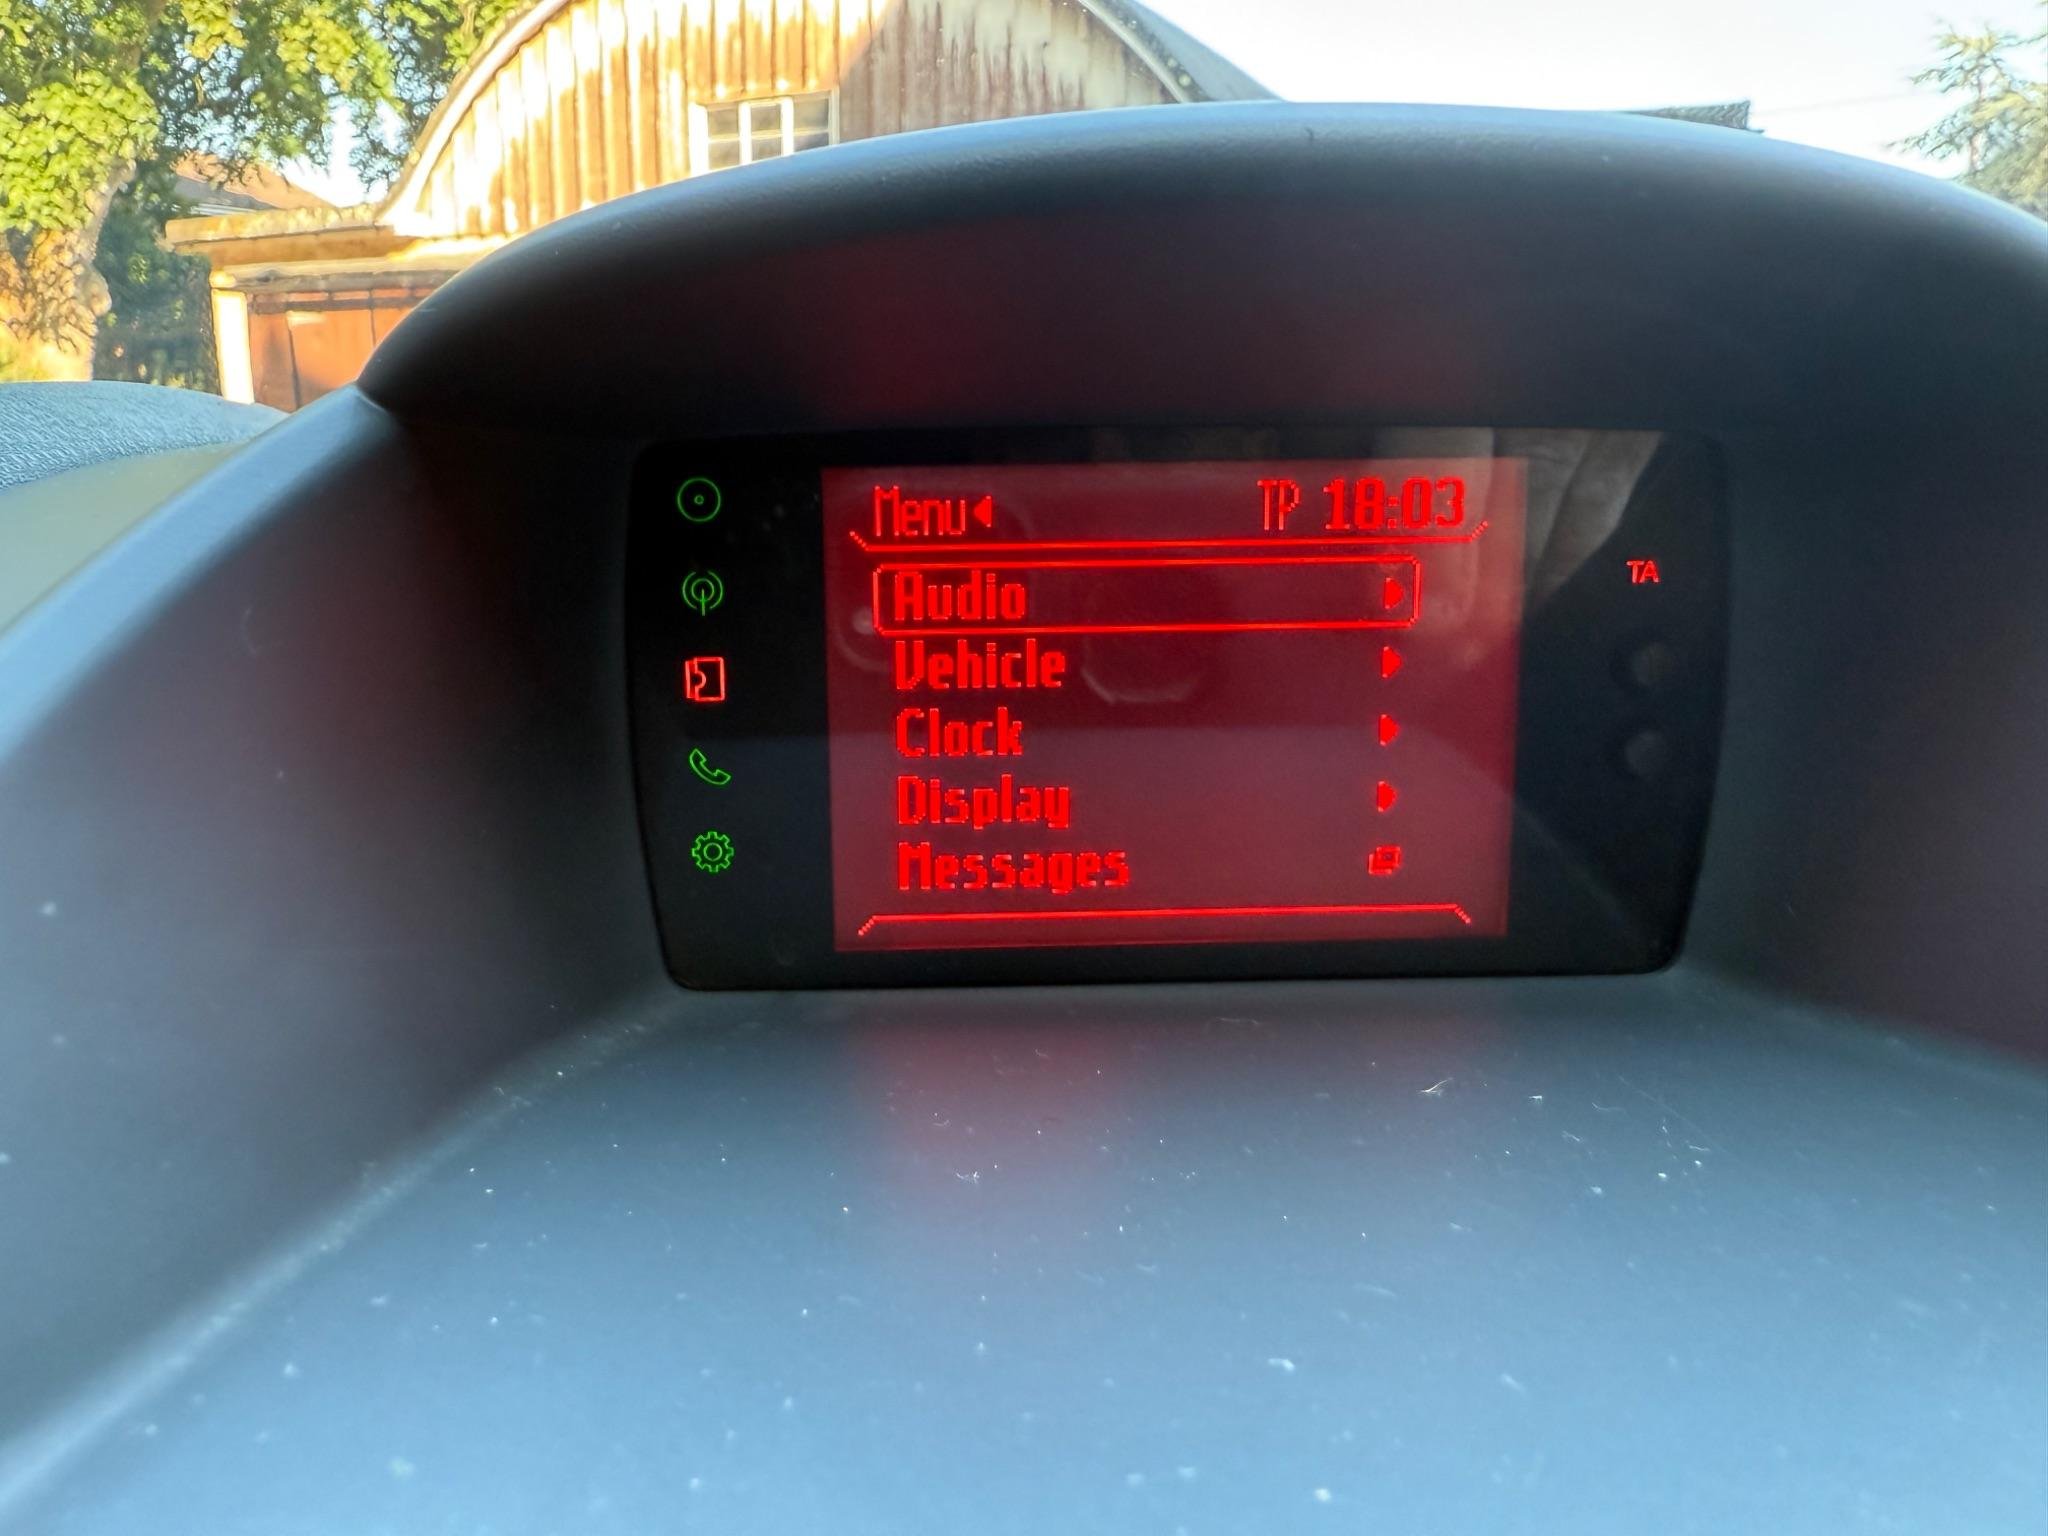 Menu TP 18:03
TA
Audio
Vehicle
Clock
Display
Messages